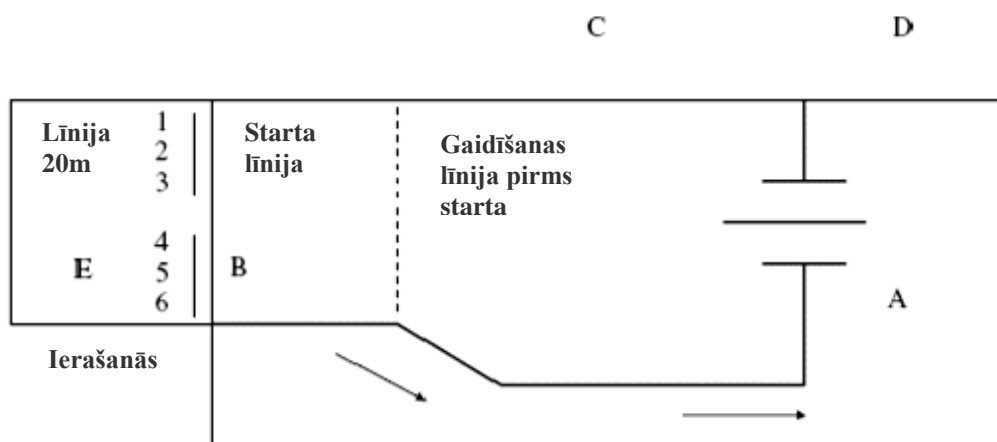 C
D
Līnija
20m
1
2
3
Starta
līnija
Gaidīšanas
līnija pirms
starta
4
5
6
E
B
A
Ierašanās